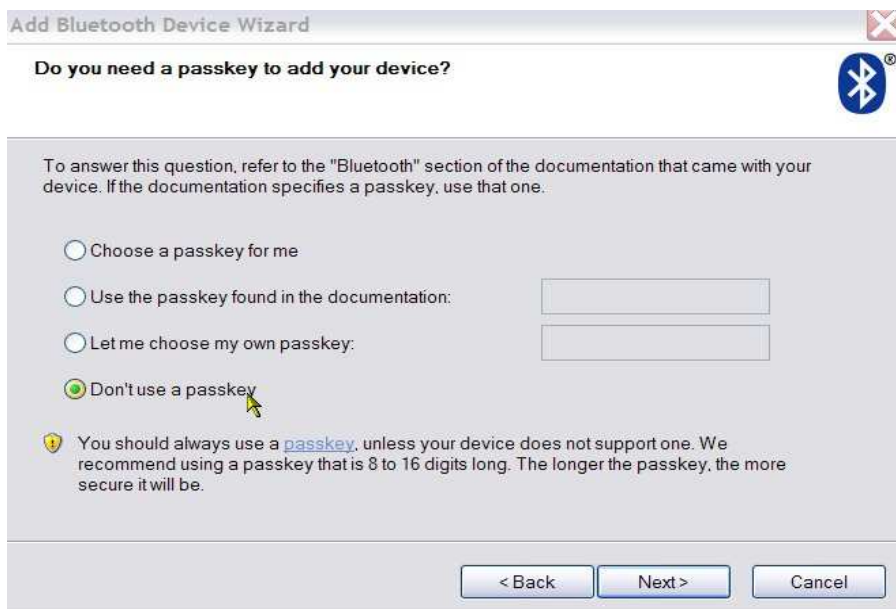 Add Bluetooth Device Wizard
Do you need a passkey to add your device?
®
To answer this question, refer to the "Bluetooth" section of the documentation that came with your
device. If the documentation specifies a passkey, use that one.
Choose a passkey for me
Use the passkey found in the documentation:
Let me choose my own passkey:
Don't use a passkey
You should always use a passkey, unless your device does not support one. We
recommend using a passkey that is 8 to 16 digits long. The longer the passkey, the more
secure it will be.
< Back Next > Cancel